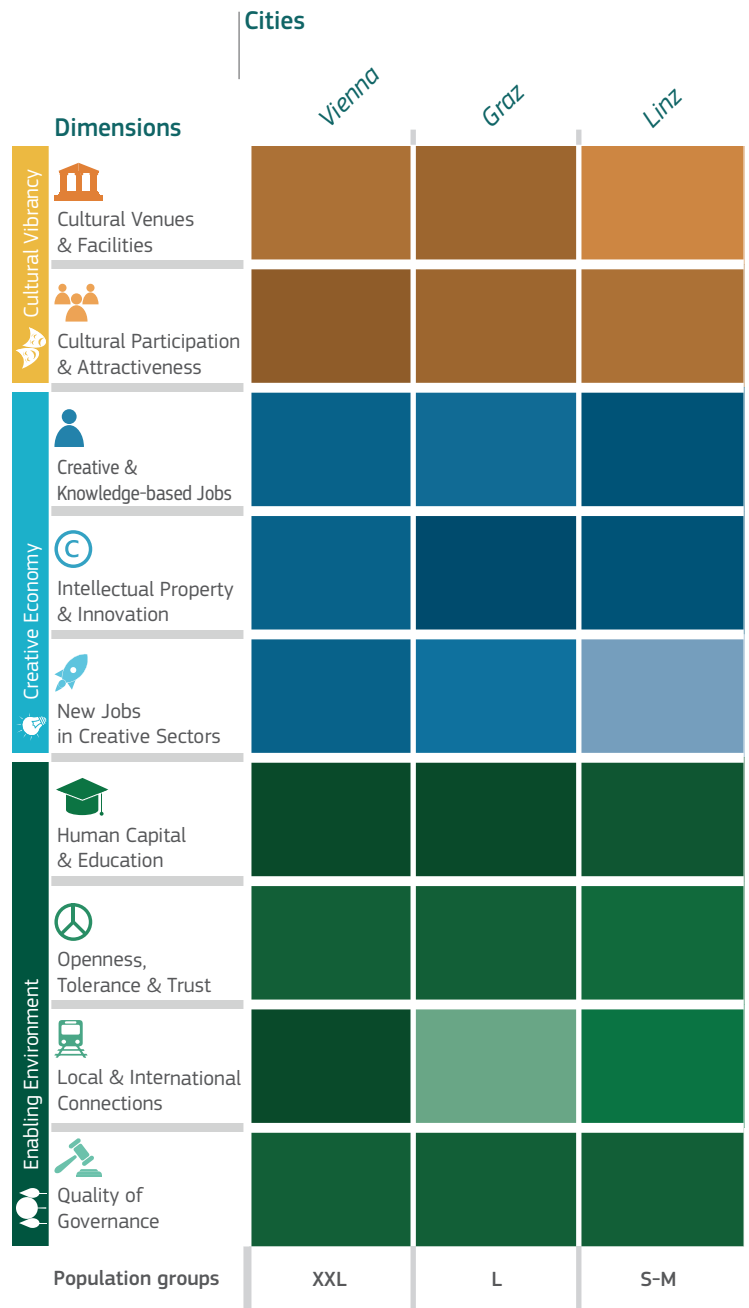 Cities
Dimensions
Vienna
Graz
Linz
Cultural Vibrancy
Cultural Venues
& Facilities
Cultural Participation
& Attractiveness
Creative Economy
Creative &
Knowledge-based Jobs
C
Intellectual Property
& Innovation
New Jobs
in Creative Sectors
Enabling Environment
Human Capital
& Education
Openness,
Tolerance & Trust
Local & International
Connections
Quality of
Governance
Population groups
XXL
L
S-M